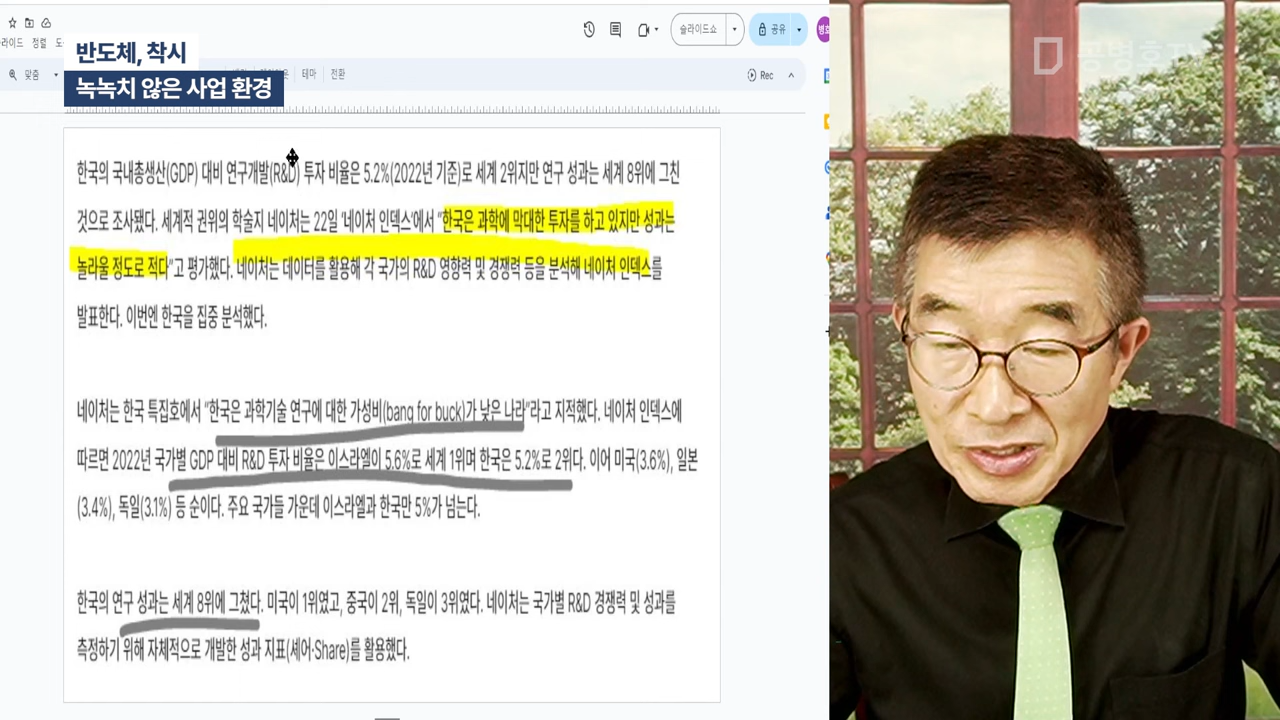 반도체, 착시
녹녹치 않은 사업 환경
라이드 정렬
슬라이드쇼
공유
맞춤
테마
전환
Rec
한국의 국내총생산(GDP) 대비 연구개발(R&D) 투자 비율은 5.2%(2022년 기준)로 세계 2위지만 연구 성과는 세계 8위에 그친
것으로 조사됐다. 세계적 권위의 학술지 네이처는 22일 '네이처 인덱스'에서 "한국은 과학에 막대한 투자를 하고 있지만 성과는
놀라울 정도로 적다"고 평가했다. 네이처는 데이터를 활용해 각 국가의 R&D 영향력 및 경쟁력 등을 분석해 네이처 인덱스를
발표한다. 이번엔 한국을 집중 분석했다.
네이처는 한국 특집호에서 "한국은 과학기술 연구에 대한 가성비(bang for buck)가 낮은 나라"라고 지적했다. 네이처 인덱스에
따르면 2022년 국가별 GDP 대비 R&D 투자 비율은 이스라엘이 5.6%로 세계 1위며 한국은 5.2%로 2위다. 이어 미국(3.6%), 일본
(3.4%), 독일(3.1%) 등 순이다. 주요 국가들 가운데 이스라엘과 한국만 5%가 넘는다.
한국의 연구 성과는 세계 8위에 그쳤다. 미국이 1위였고, 중국이 2위, 독일이 3위였다. 네이처는 국가별 R&D 경쟁력 및 성과를
측정하기 위해 자체적으로 개발한 성과 지표(셰어·Share)를 활용했다.